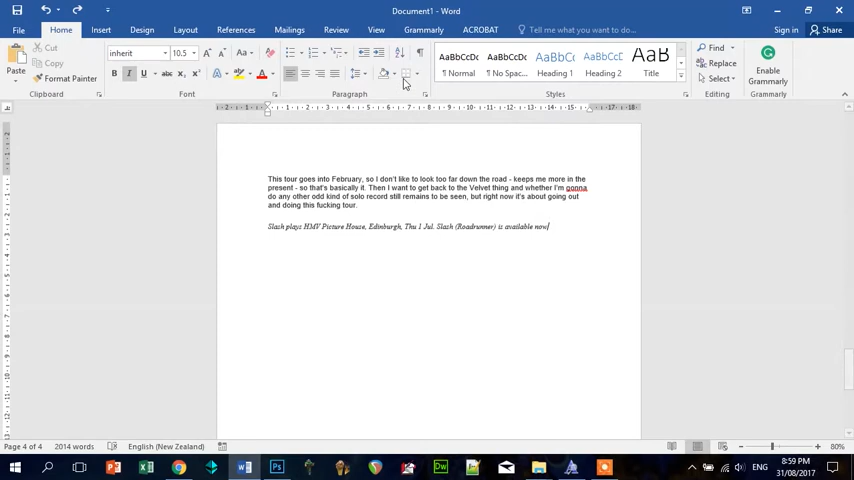 Document1 - Word
File Home Insert Design Layout References Mailings Review View Grammarly ACROBAT Tell me what you want to do... Sign in Share
Cut
Copy
Format Painter
Paste
Clipboard
inherit 10.5
B I U abc x₂ x²
Font
Paragraph
AaBbCc AaBbCc AaBbC AaBbCc AaB
¶ Normal ¶ No Spac... Heading 1 Heading 2 Title
Styles
Find
Replace
Select
Editing
Enable
Grammarly
Grammarly
This tour goes into February, so I don't like to look too far down the road - keeps me more in the
present - so that's basically it. Then I want to get back to the Velvet thing and whether I'm gonna
do any other odd kind of solo record still remains to be seen, but right now it's about going out
and doing this fucking tour.
Slash plays HMV Picture House, Edinburgh, Thu 1 Jul. Slash (Roadrunner) is available now
Page 4 of 4 2014 words English (New Zealand) 80%
ENG
8:59 PM
31/08/2017